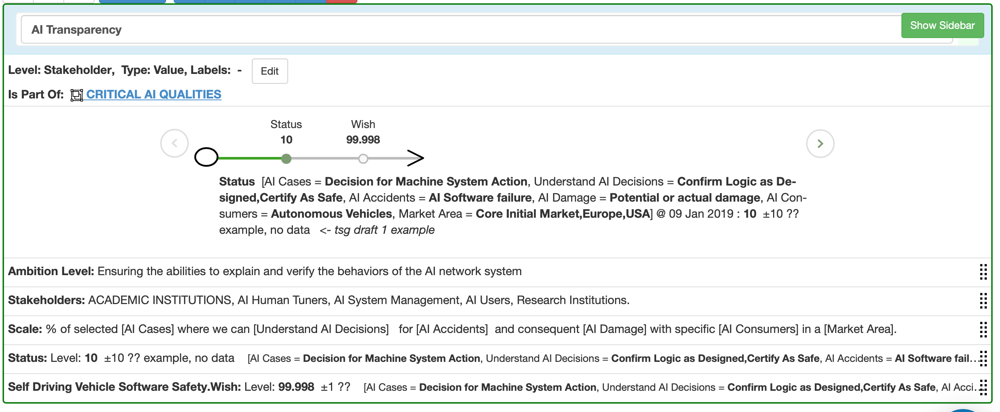 AI Transparency
Show Sidebar
Level: Stakeholder,  Type: Value, Labels:  -
Edit
Is Part Of: CRITICAL AI QUALITIES
Status
10
Wish
99.998
Status  [AI Cases = Decision for Machine System Action, Understand AI Decisions = Confirm Logic as De-
signed,Certify As Safe, AI Accidents = AI Software failure, AI Damage = Potential or actual damage, AI Con-
sumers = Autonomous Vehicles, Market Area = Core Initial Market,Europe,USA] @ 09 Jan 2019 : 10  ±10 ??
example, no data  <- tsg draft 1 example
Ambition Level: Ensuring the abilities to explain and verify the behaviors of the AI network system
Stakeholders: ACADEMIC INSTITUTIONS, AI Human Tuners, AI System Management, AI Users, Research Institutions.
Scale: % of selected [AI Cases] where we can [Understand AI Decisions]  for [AI Accidents]  and consequent [AI Damage] with specific [AI Consumers] in a [Market Area].
Status: Level: 10  ±10 ?? example, no data  [AI Cases = Decision for Machine System Action, Understand AI Decisions = Confirm Logic as Designed,Certify As Safe, AI Accidents = AI Software fail...
Self Driving Vehicle Software Safety.Wish: Level: 99.998  ±1 ??  [AI Cases = Decision for Machine System Action, Understand AI Decisions = Confirm Logic as Designed,Certify As Safe, AI Acci...